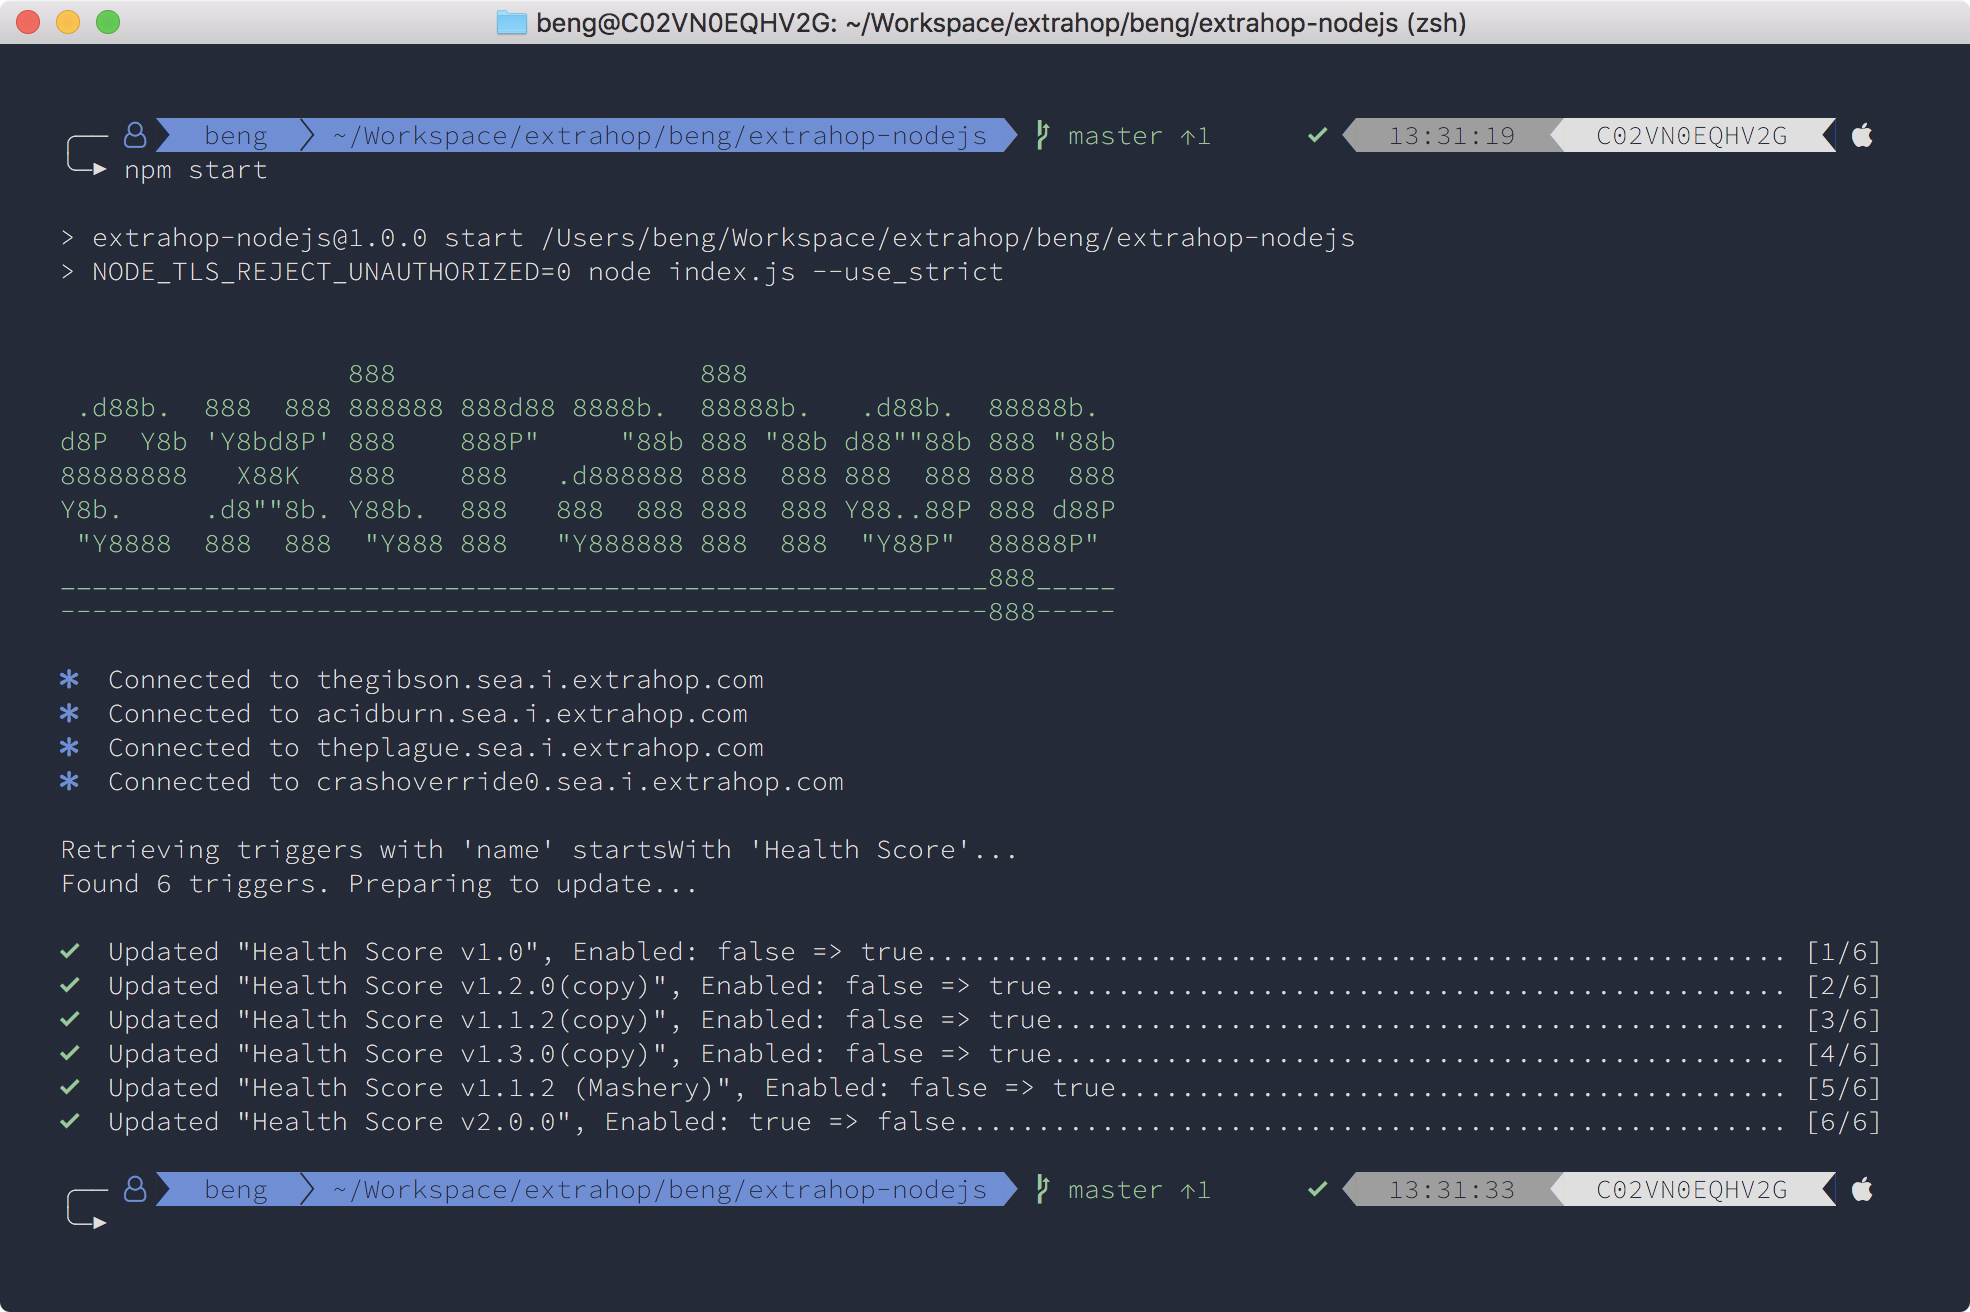 beng@C02VN0EQHV2G: ~/Workspace/extrahop/beng/extrahop-nodejs (zsh)
beng ~/Workspace/extrahop/beng/extrahop-nodejs master ↑1 ✓ 13:31:19 C02VN0EQHV2G
npm start
> extrahop-nodejs@1.0.0 start /Users/beng/Workspace/extrahop/beng/extrahop-nodejs
> NODE_TLS_REJECT_UNAUTHORIZED=0 node index.js --use_strict
                  888                   888
 .d88b.  888  888 888888 888d88 8888b.  88888b.   .d88b.  88888b.
d8P  Y8b 'Y8bd8P' 888    888P"     "88b 888 "88b d88""88b 888 "88b
88888888   X88K   888    888   .d888888 888  888 888  888 888  888
Y8b.     .d8""8b. Y88b.  888   888  888 888  888 Y88..88P 888 d88P
 "Y8888  888  888  "Y888 888   "Y888888 888  888  "Y88P"  88888P"
__________________________________________________________888_____
----------------------------------------------------------888-----
* Connected to thegibson.sea.i.extrahop.com
* Connected to acidburn.sea.i.extrahop.com
* Connected to theplague.sea.i.extrahop.com
* Connected to crashoverride0.sea.i.extrahop.com
Retrieving triggers with 'name' startsWith 'Health Score'...
Found 6 triggers. Preparing to update...
✓ Updated "Health Score v1.0", Enabled: false => true...................................................... [1/6]
✓ Updated "Health Score v1.2.0(copy)", Enabled: false => true.............................................. [2/6]
✓ Updated "Health Score v1.1.2(copy)", Enabled: false => true.............................................. [3/6]
✓ Updated "Health Score v1.3.0(copy)", Enabled: false => true.............................................. [4/6]
✓ Updated "Health Score v1.1.2 (Mashery)", Enabled: false => true.......................................... [5/6]
✓ Updated "Health Score v2.0.0", Enabled: true => false.................................................... [6/6]
beng ~/Workspace/extrahop/beng/extrahop-nodejs master ↑1 ✓ 13:31:33 C02VN0EQHV2G